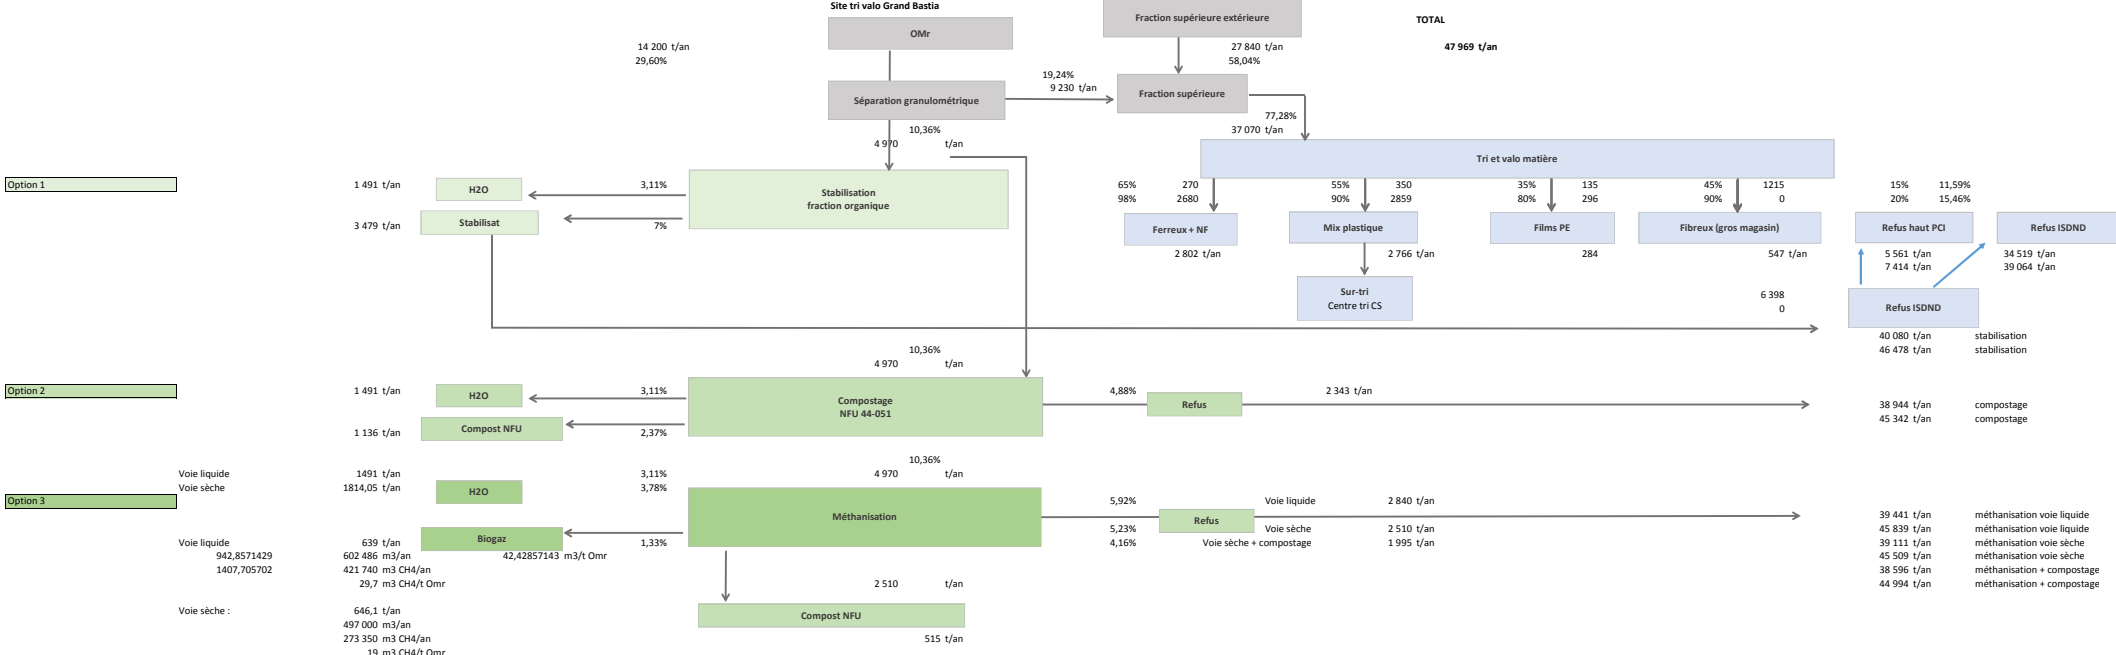 Site tri valo Grand Bastia
Fraction supérieure extérieure
TOTAL
OMr
14 200 t/an
27 840 t/an
47 969 t/an
29,60%
58,04%
19,24%
9 230 t/an
Séparation granulométrique
Fraction supérieure
77,28%
10,36%
37 070 t/an
4 970 t/an
Tri et valo matière
Option 1
1 491 t/an
H2O
3,11%
Stabilisation
fraction organique
65% 270
98% 2680
55% 350
90% 2859
35% 135
80% 296
45% 1215
90% 0
15% 11,59%
20% 15,46%
3 479 t/an
Stabilisat
7%
Ferreux + NF
Mix plastique
Films PE
Fibreux (gros magasin)
Refus haut PCI
Refus ISDND
2 802 t/an
2 766 t/an
284
547 t/an
5 561 t/an
7 414 t/an
34 519 t/an
39 064 t/an
Sur-tri
Centre tri CS
6 398
0
Refus ISDND
40 080 t/an stabilisation
46 478 t/an stabilisation
10,36%
4 970 t/an
Option 2
1 491 t/an
H2O
3,11%
Compostage
NFU 44-051
4,88%
Refus
2 343 t/an
38 944 t/an compostage
45 342 t/an compostage
1 136 t/an
Compost NFU
2,37%
10,36%
4 970 t/an
Voie liquide 1491 t/an
3,11%
Voie sèche 1814,05 t/an
H2O
3,78%
Option 3
Méthanisation
5,92% Voie liquide 2 840 t/an
Refus
5,23% Voie sèche 2 510 t/an
4,16% Voie sèche + compostage 1 995 t/an
39 441 t/an méthanisation voie liquide
45 839 t/an méthanisation voie liquide
39 111 t/an méthanisation voie sèche
45 509 t/an méthanisation voie sèche
38 596 t/an méthanisation + compostage
44 994 t/an méthanisation + compostage
Voie liquide 639 t/an
Biogaz
1,33%
942,8571429 602 486 m3/an 42,42857143 m3/t Omr
1407,705702 421 740 m3 CH4/an
29,7 m3 CH4/t Omr
2 510 t/an
Voie sèche : 646,1 t/an
Compost NFU
497 000 m3/an
273 350 m3 CH4/an
515 t/an
19 m3 CH4/t Omr